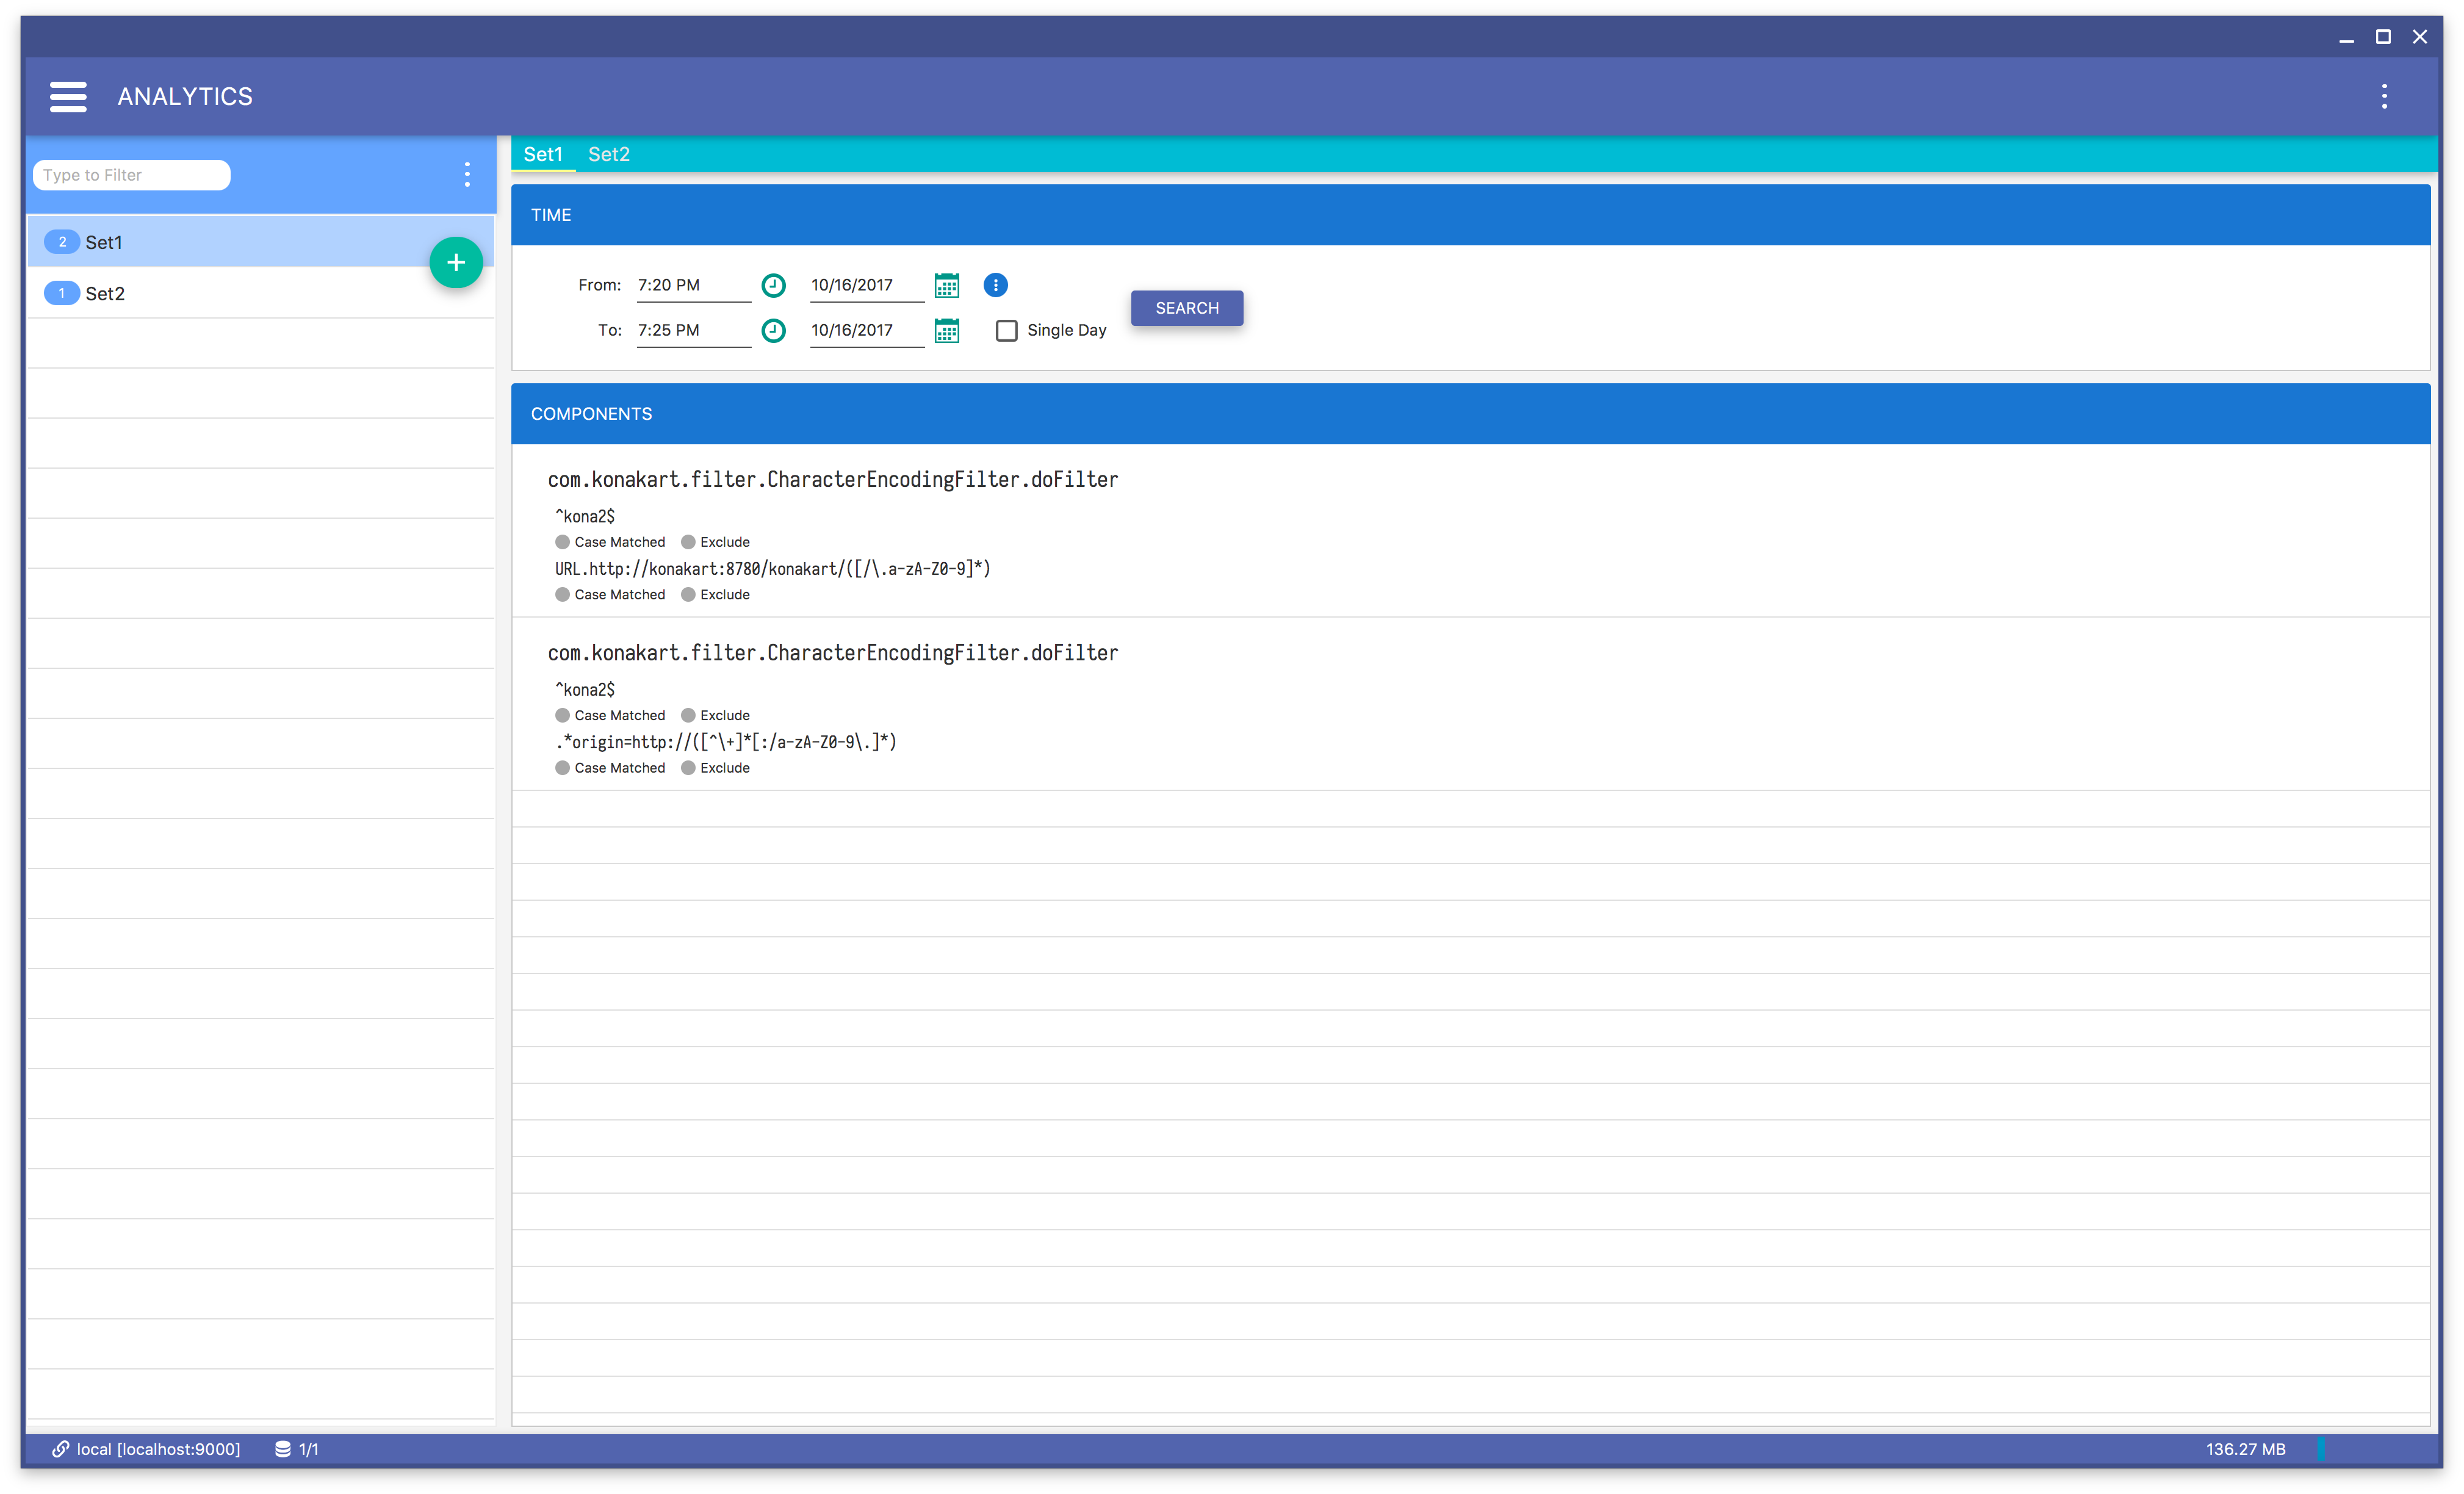 ANALYTICS
Type to Filter
2 Set1
1 Set2
Set1 Set2
TIME
From: 7:20 PM 10/16/2017
To: 7:25 PM 10/16/2017 Single Day
SEARCH
COMPONENTS
com.konakart.filter.CharacterEncodingFilter.doFilter
^kona2$
Case Matched Exclude
URL.http://konakart:8780/konakart/([/\.a-zA-Z0-9]*)
Case Matched Exclude
com.konakart.filter.CharacterEncodingFilter.doFilter
^kona2$
Case Matched Exclude
.*origin=http://([^\+]*[:/a-zA-Z0-9\.]*)
Case Matched Exclude
local [localhost:9000] 1/1 136.27 MB